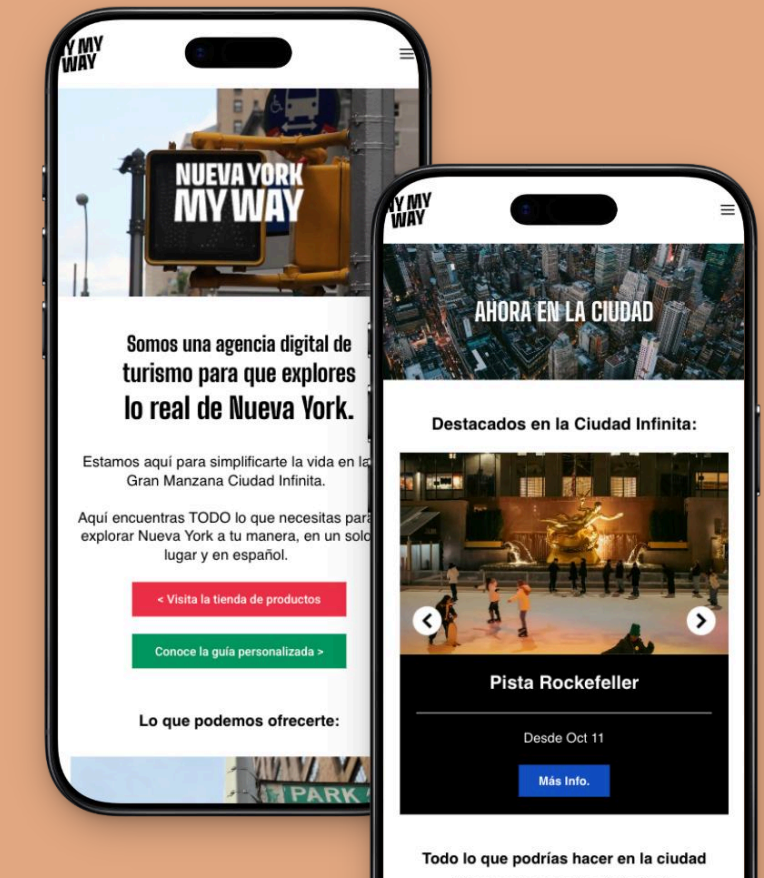 Y MY
WAY
NUEVA YORK
MY WAY
Somos una agencia digital de
turismo para que explores
lo real de Nueva York.
Estamos aquí para simplificarte la vida en la
Gran Manzana Ciudad Infinita.
Aquí encuentras TODO lo que necesitas para
explorar Nueva York a tu manera, en un solo
lugar y en español.
< Visita la tienda de productos
Conoce la guía personalizada >
Lo que podemos ofrecerte:
PARK
NY MY
WAY
AHORA EN LA CIUDAD
Destacados en la Ciudad Infinita:
Pista Rockefeller
Desde Oct 11
Más Info.
Todo lo que podrías hacer en la ciudad